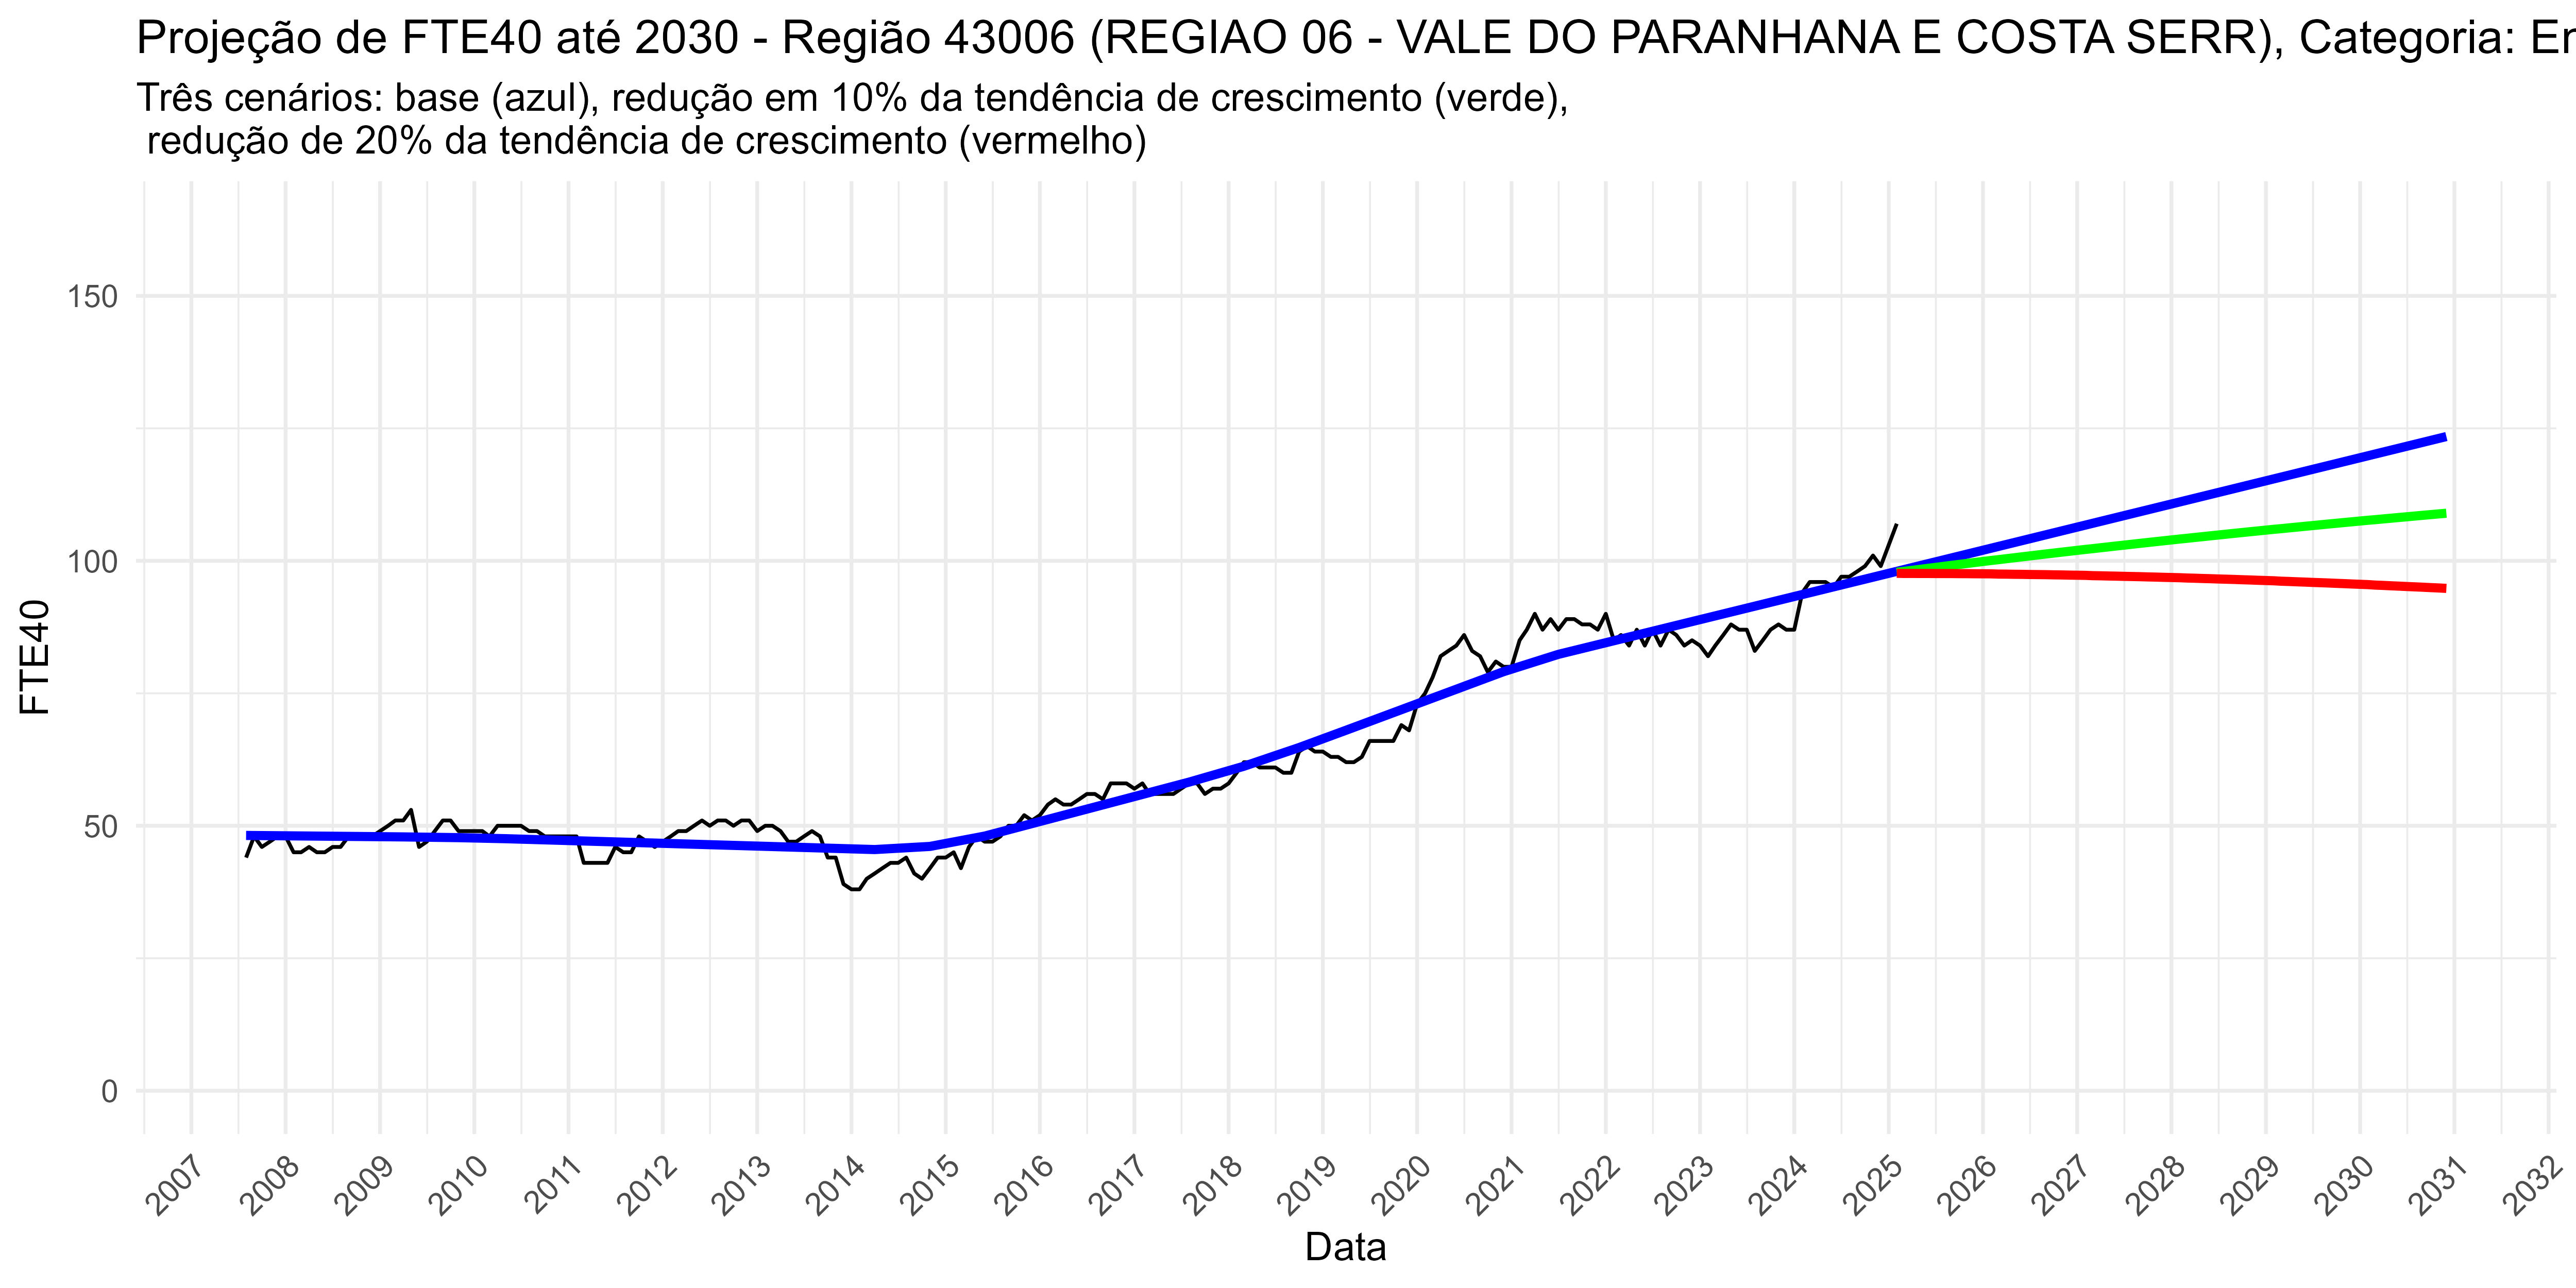 Projeção de FTE40 até 2030 - Região 43006 (REGIAO 06 - VALE DO PARANHANA E COSTA SERR), Categoria:
Três cenários: base (azul), redução em 10% da tendência de crescimento (verde),
redução de 20% da tendência de crescimento (vermelho)
150
100
50
0
FTE40
2007 2008 2009 2010 2011 2012 2013 2014 2015 2016 2017 2018 2019 2020 2021 2022 2023 2024 2025 2026 2027 2028 2029 2030 2031 2032
Data